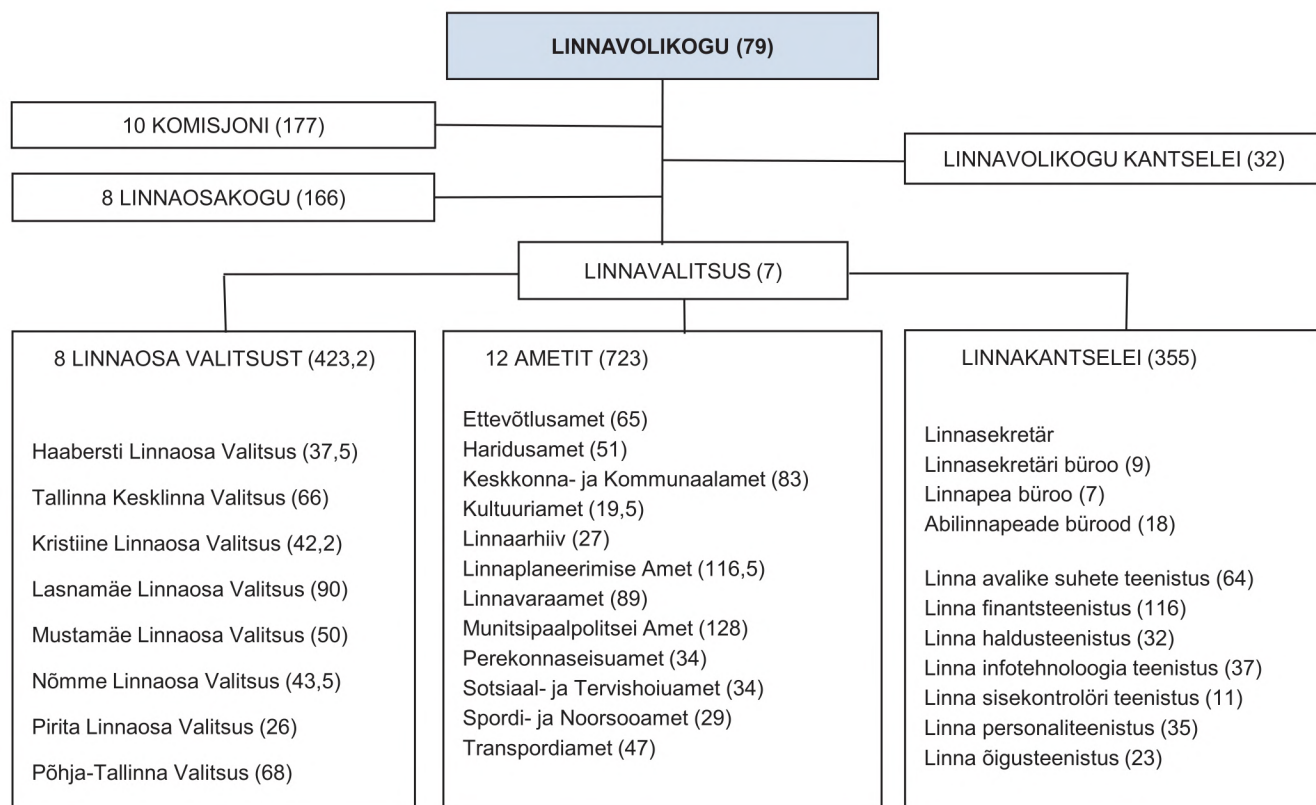 LINNAVOLIKOGU (79)
10 KOMISJONI (177)
LINNAVOLIKOGU KANTSELEI (32)
8 LINNAOSAKOGU (166)
LINNAVALITSUS (7)
8 LINNAOSA VALITSUST (423,2)
Haabersti Linnaosa Valitsus (37,5)
Tallinna Kesklinna Valitsus (66)
Kristiine Linnaosa Valitsus (42,2)
Lasnamäe Linnaosa Valitsus (90)
Mustamäe Linnaosa Valitsus (50)
Nõmme Linnaosa Valitsus (43,5)
Pirita Linnaosa Valitsus (26)
Põhja-Tallinna Valitsus (68)
12 AMETIT (723)
Ettevõtlusamet (65)
Haridusamet (51)
Keskkonna- ja Kommunaalamet (83)
Kultuuriamet (19,5)
Linnaarhiiv (27)
Linnaplaneerimise Amet (116,5)
Linnavaraamet (89)
Munitsipaalpolitsei Amet (128)
Perekonnaseisuamet (34)
Sotsiaal- ja Tervishoiuamet (34)
Spordi- ja Noorsooamet (29)
Transpordiamet (47)
LINNAKANTSELEI (355)
Linnasekretär
Linnasekretäri büroo (9)
Linnapea büroo (7)
Abilinnapeade bürood (18)
Linna avalike suhete teenistus (64)
Linna finantsteenistus (116)
Linna haldusteenistus (32)
Linna infotehnoloogia teenistus (37)
Linna sisekontrolöri teenistus (11)
Linna personaliteenistus (35)
Linna õigusteenistus (23)